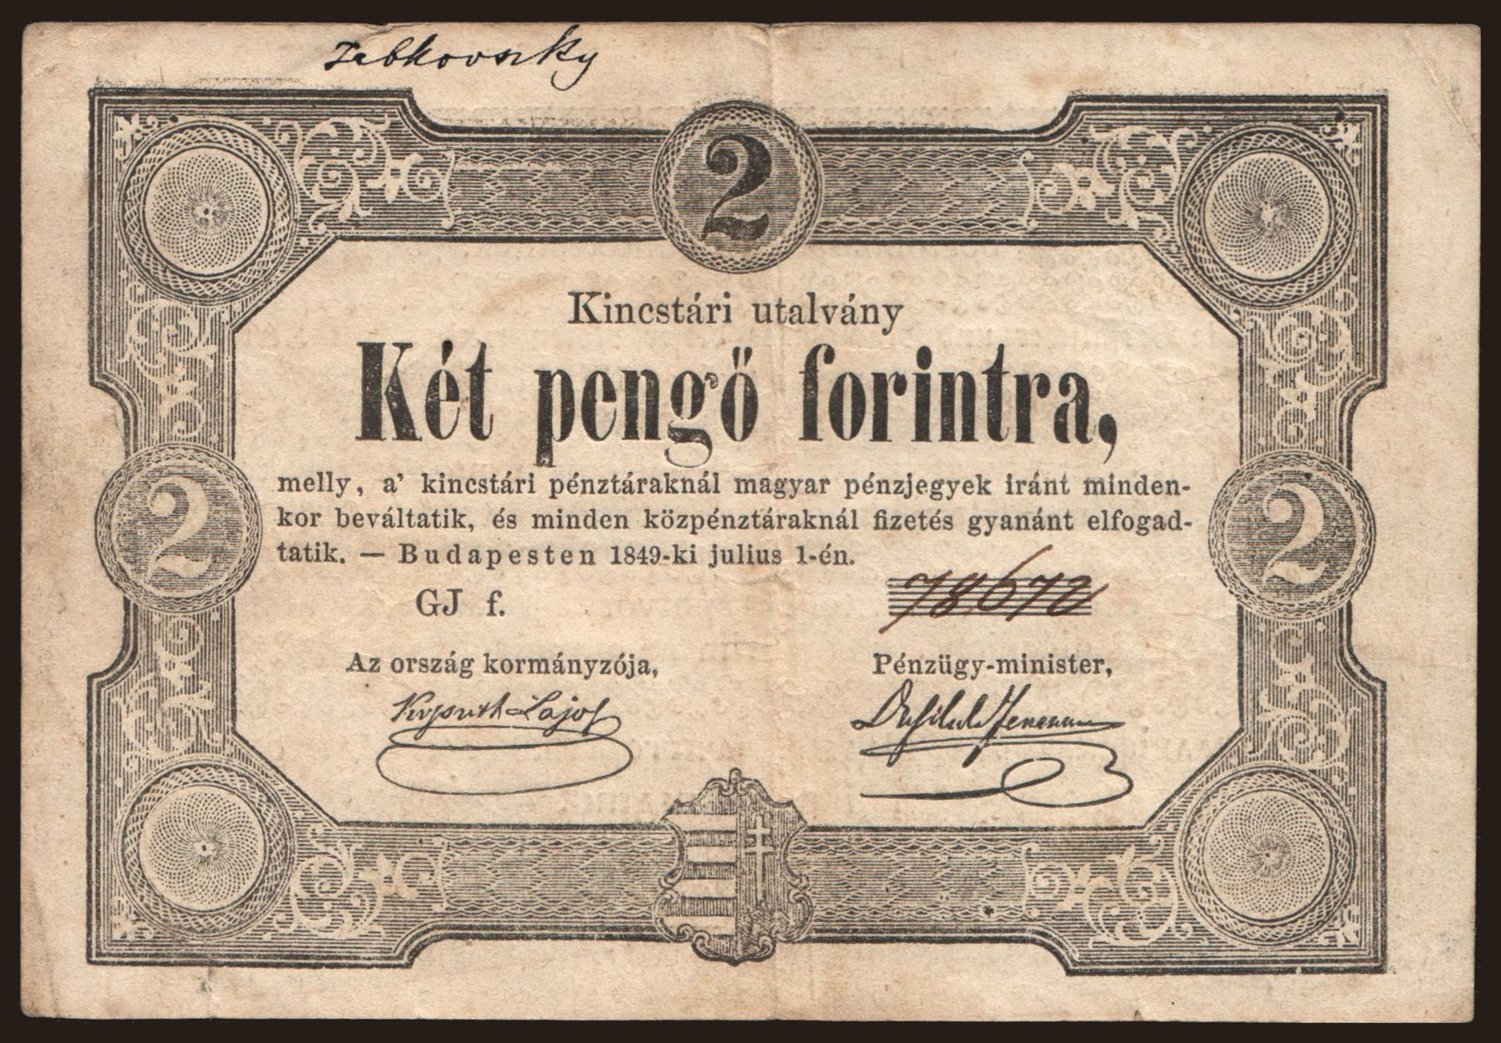 2
Kincstári utalvány
Két pengő forintra,
melly, a' kincstári pénztáraknál magyar pénzjegyek iránt minden-
kor beváltatik, és minden közpénztáraknál fizetés gyanánt elfogad-
tatik. — Budapesten 1849-ki julius 1-én.
2
2
GJ f.
78672
Az ország kormányzója,
Pénzügy-minister,
Kossuth Lajos